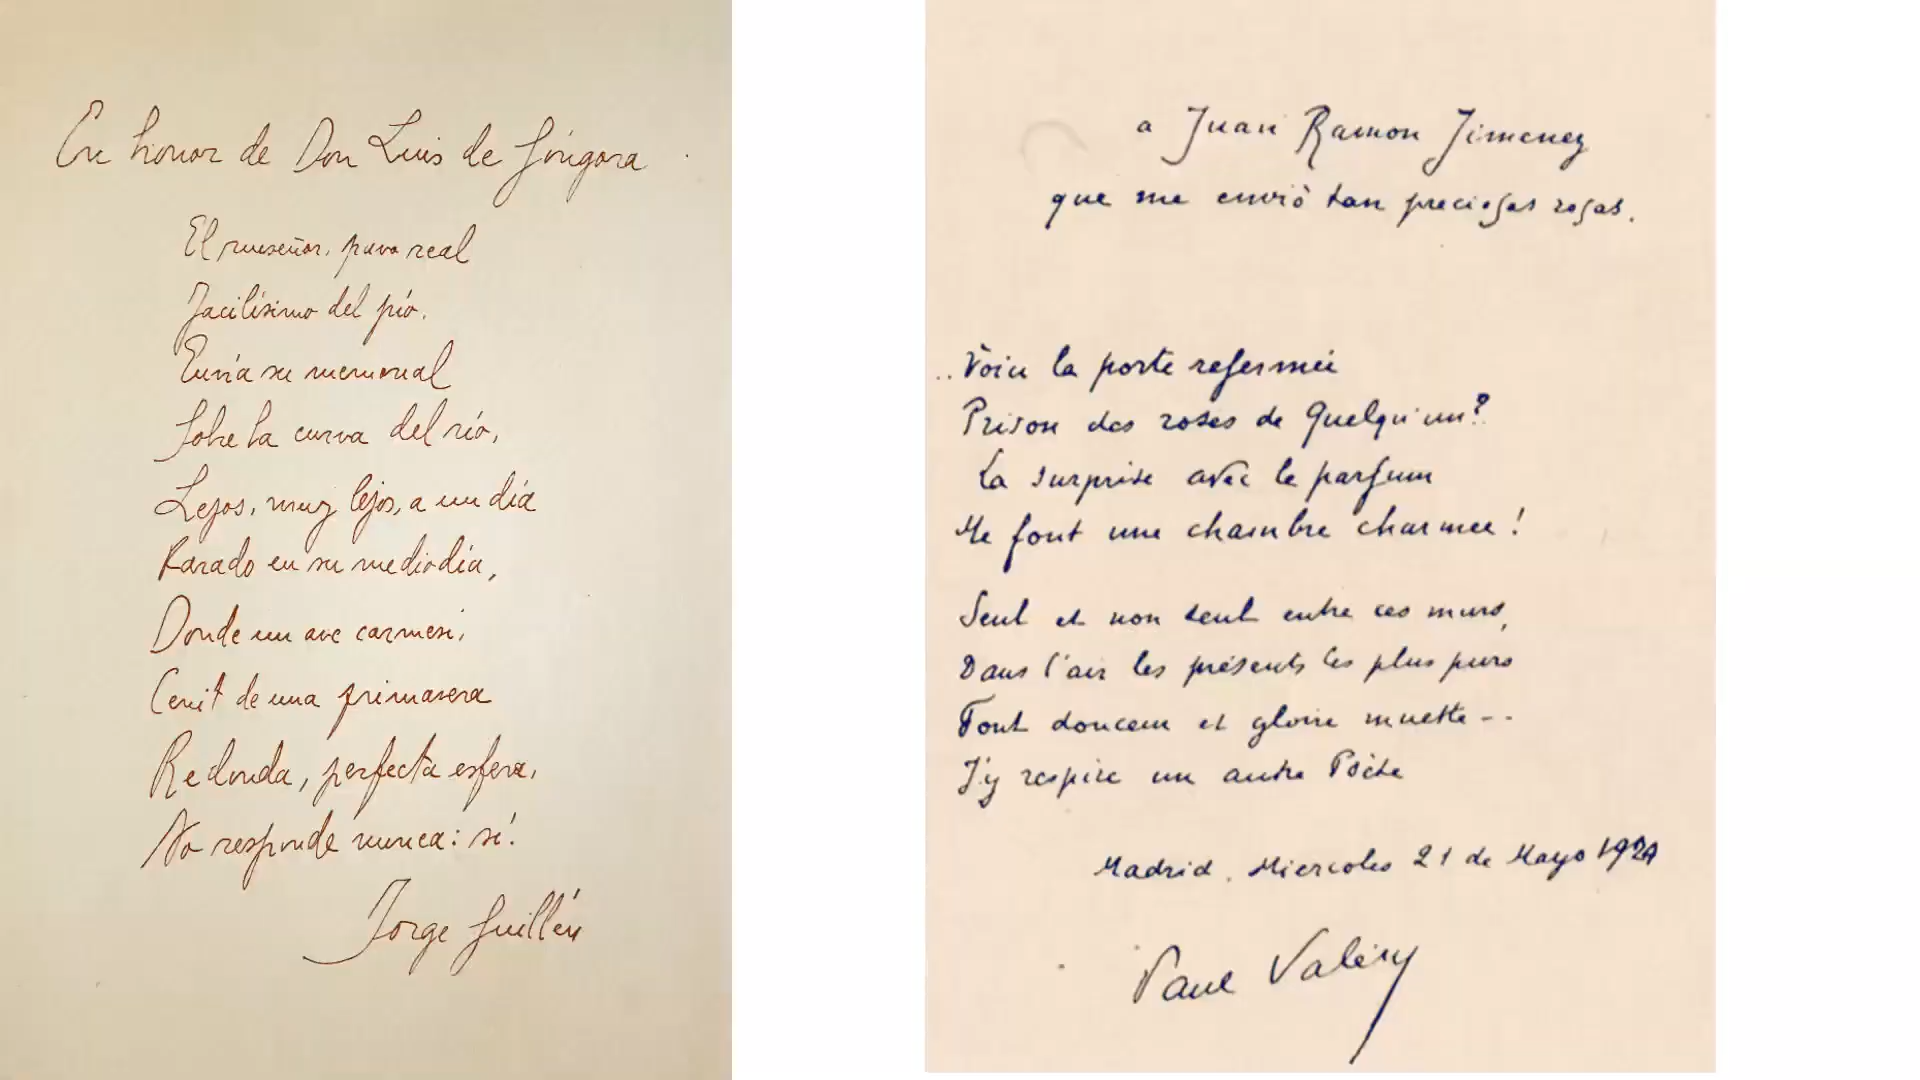 En honor de Don Luis de Góngora
El ruiseñor, pavo real
Facilísimo del pío,
Envía su memorial
Sobre la curva del río,
Lejos, muy lejos, a un día
Parado en su mediodía,
Donde un ave carmesí,
Cenit de una primavera
Redonda, perfecta esfera,
No responde nunca: sí.
Jorge Guillén
a Juan Ramon Jimenez
que me enviò tan preciosas rosas.
.. Voici la porte refermée
Prison des roses de Quelqu'un?
La surprise avec le parfum
Me font une chambre charmée !
Seul et non seul entre ces murs,
Dans l'air les présents les plus purs
Font douceur et gloire muette --
J'y respire un autre Poète
Madrid. Miercoles 21 de Mayo 1924
Paul Valéry